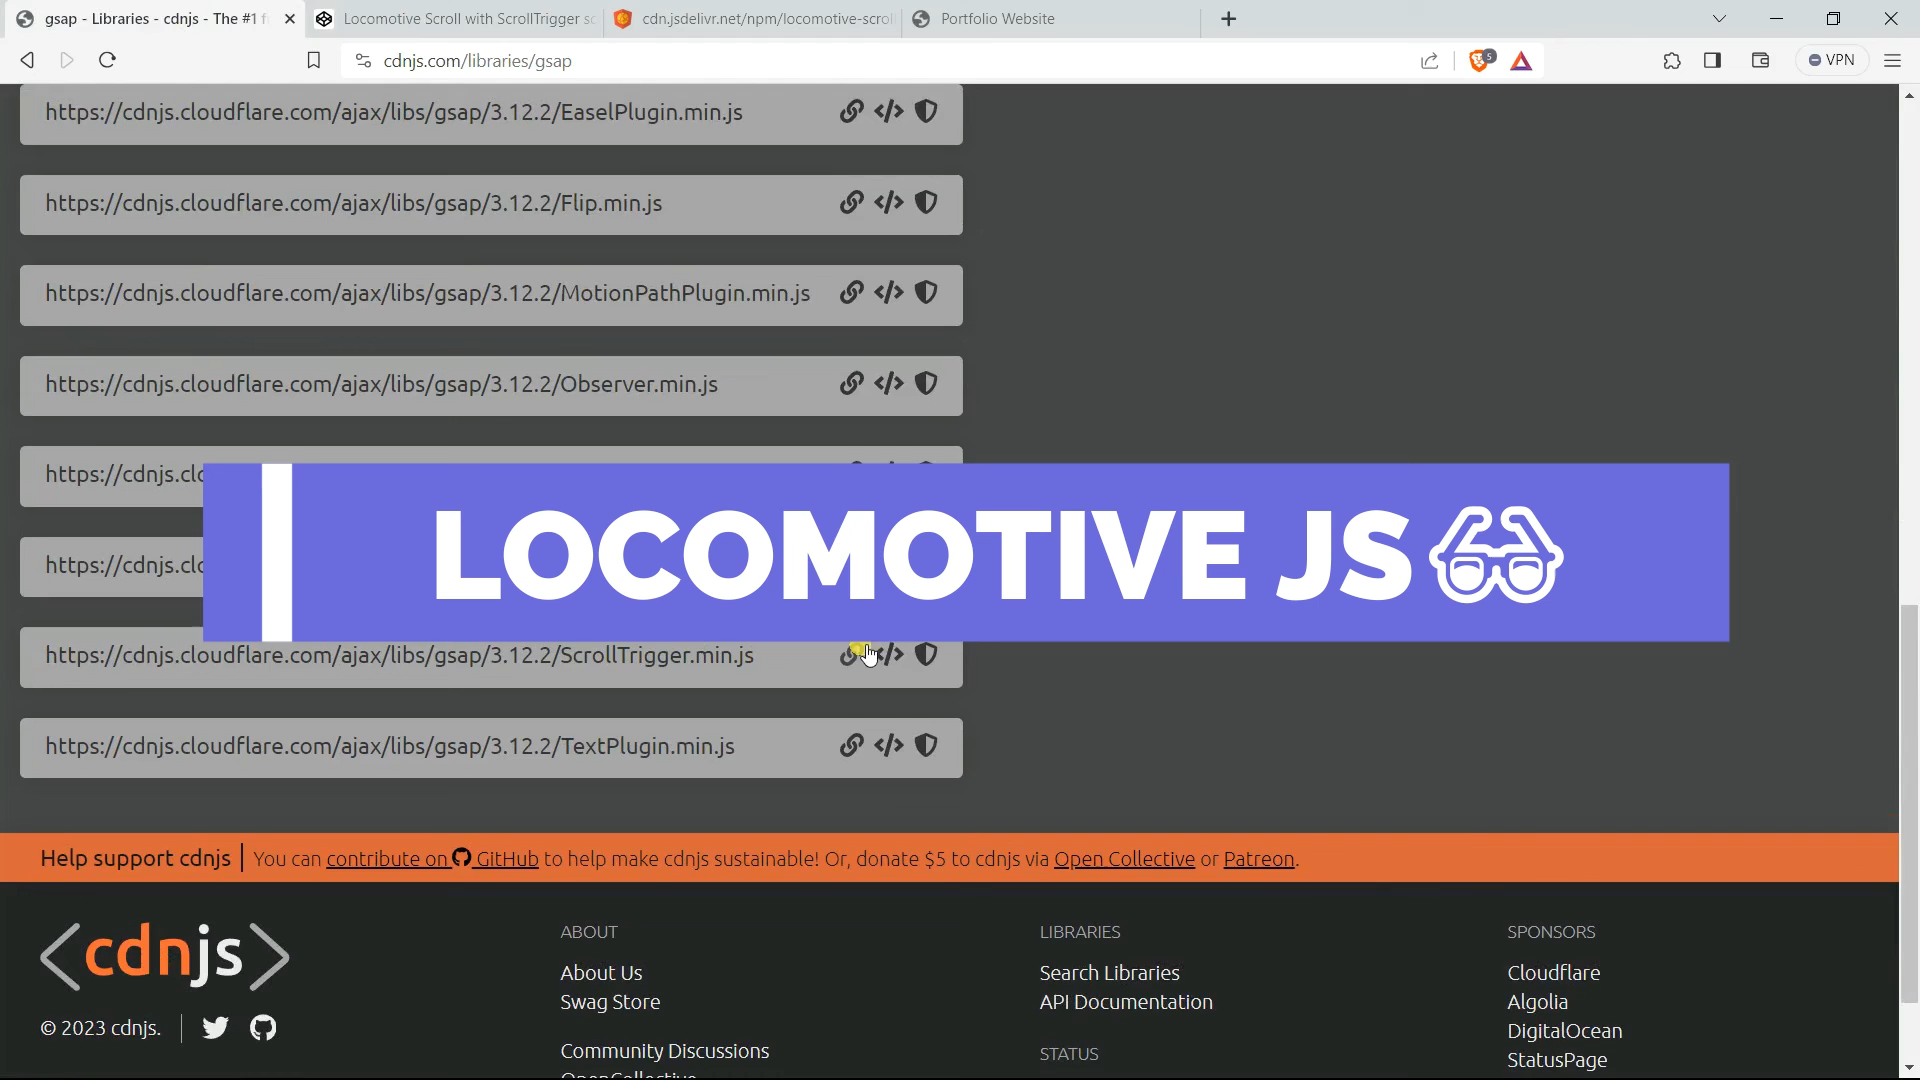 gsap - Libraries - cdnjs - The #1 f
Locomotive Scroll with ScrollTrigger sc
cdn.jsdelivr.net/npm/locomotive-scrol
Portfolio Website
cdnjs.com/libraries/gsap
5
VPN
https://cdnjs.cloudflare.com/ajax/libs/gsap/3.12.2/EaselPlugin.min.js
https://cdnjs.cloudflare.com/ajax/libs/gsap/3.12.2/Flip.min.js
https://cdnjs.cloudflare.com/ajax/libs/gsap/3.12.2/MotionPathPlugin.min.js
https://cdnjs.cloudflare.com/ajax/libs/gsap/3.12.2/Observer.min.js
https://cdnjs.clo
LOCOMOTIVE JS
https://cdnjs.clo
https://cdnjs.cloudflare.com/ajax/libs/gsap/3.12.2/ScrollTrigger.min.js
https://cdnjs.cloudflare.com/ajax/libs/gsap/3.12.2/TextPlugin.min.js
Help support cdnjs
You can contribute on GitHub to help make cdnjs sustainable! Or, donate $5 to cdnjs via Open Collective or Patreon.
<cdnjs>
© 2023 cdnjs.
ABOUT
About Us
Swag Store
Community Discussions
OpenCollective
LIBRARIES
Search Libraries
API Documentation
STATUS
SPONSORS
Cloudflare
Algolia
DigitalOcean
StatusPage